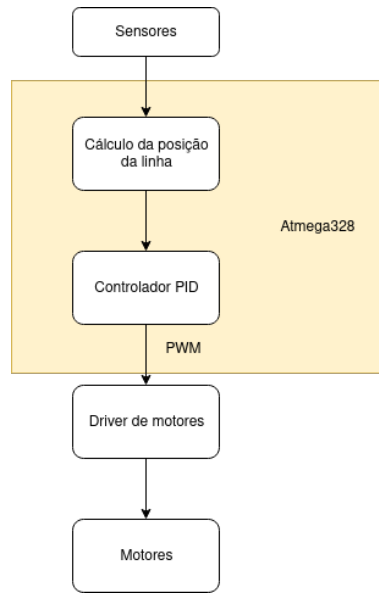 Sensores
Cálculo da posição
da linha
Atmega328
Controlador PID
PWM
Driver de motores
Motores